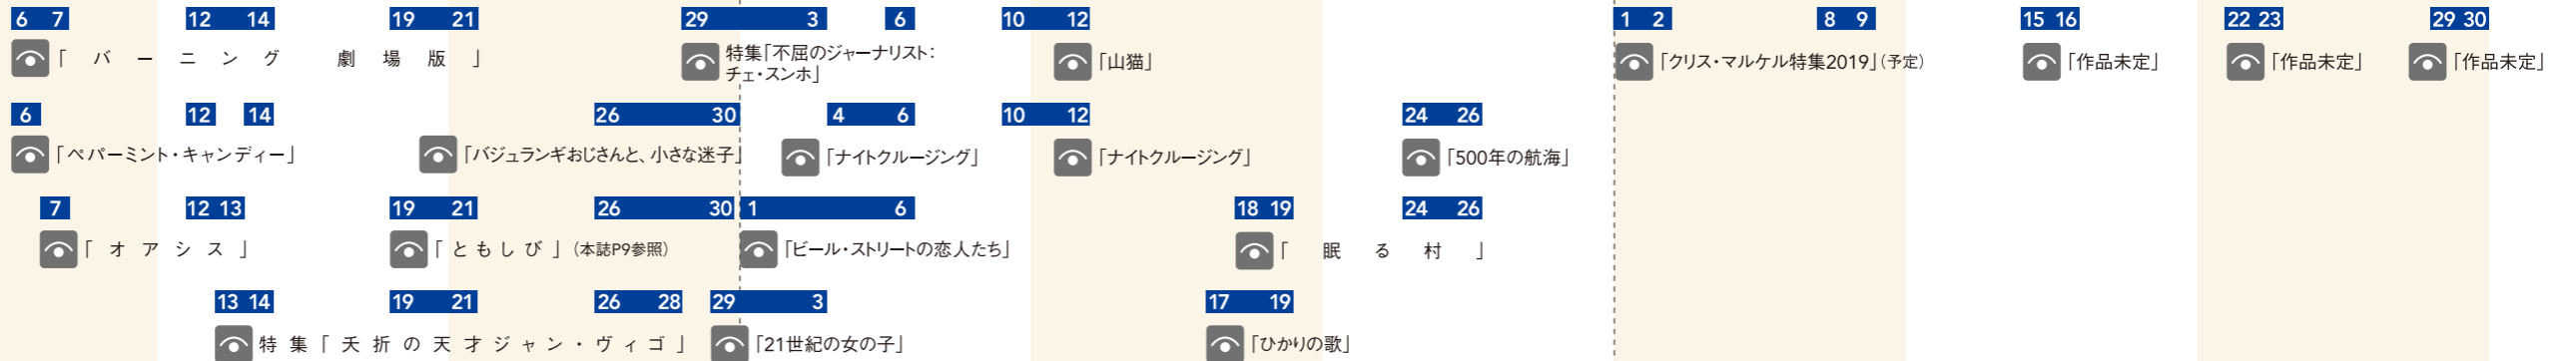 6 7 12 14 19 21 29 3 6 10 12 1 2 8 9 15 16 22 23 29 30
「バーニング 劇場版」
特集「不屈のジャーナリスト：
チェ・スンホ」
「山猫」
「クリス・マルケル特集2019」（予定）
「作品未定」
「作品未定」
「作品未定」
6 12 14 26 30 4 6 10 12 24 26
「ペパーミント・キャンディー」
「バジュランギおじさんと、小さな迷子」
「ナイトクルージング」
「ナイトクルージング」
「500年の航海」
7 12 13 19 21 26 30 1 6 18 19 24 26
「オアシス」
「ともしび」（本誌P9参照）
「ビール・ストリートの恋人たち」
「眠る村」
13 14 19 21 26 28 29 3 17 19
特集「夭折の天才ジャン・ヴィゴ」
「21世紀の女の子」
「ひかりの歌」